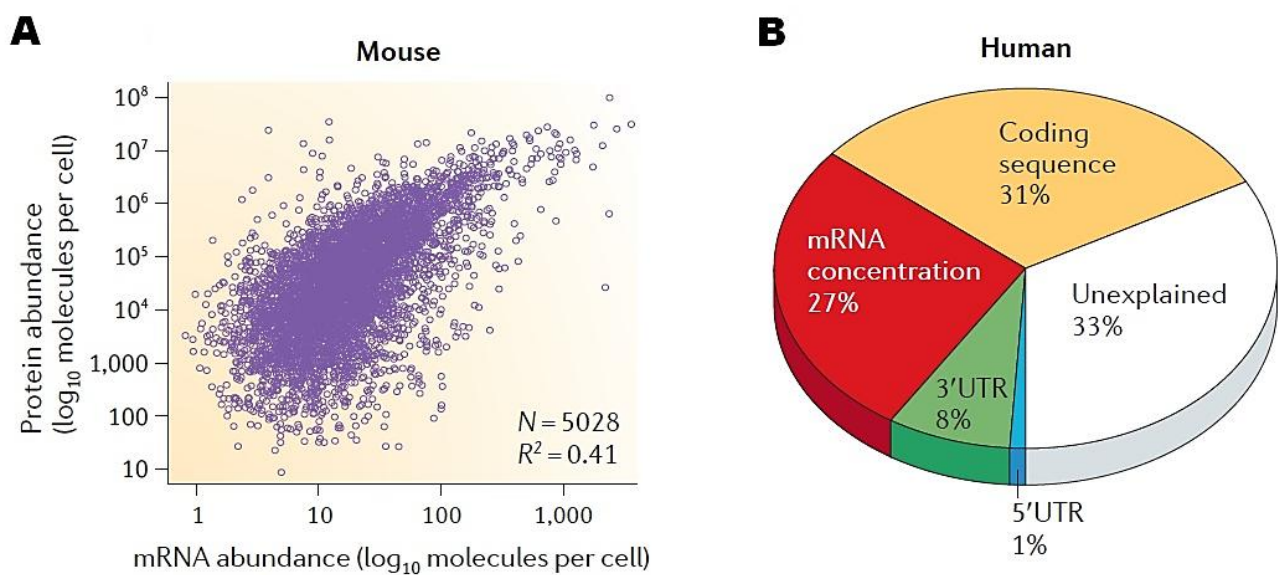 A
Mouse
Protein abundance
(log₁₀ molecules per cell)
10⁸
10⁷
10⁶
10⁵
10⁴
1,000
100
10
N = 5028
R² = 0.41
1
10
100
1,000
mRNA abundance (log₁₀ molecules per cell)
B
Human
Coding
sequence
31%
mRNA
concentration
27%
Unexplained
33%
3′UTR
8%
5′UTR
1%